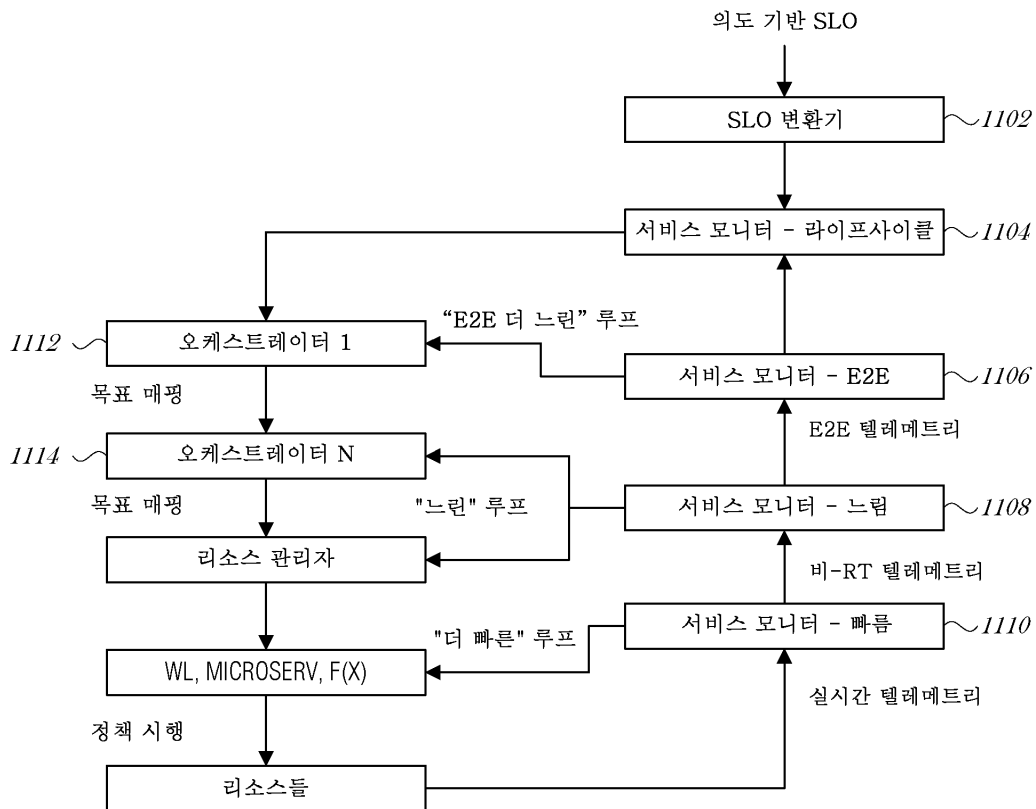 의도 기반 SLO
SLO 변환기
1102
서비스 모니터 - 라이프사이클
1104
"E2E 더 느린" 루프
1112
오케스트레이터 1
서비스 모니터 - E2E
1106
목표 매핑
E2E 텔레메트리
1114
오케스트레이터 N
목표 매핑
"느린" 루프
서비스 모니터 - 느림
1108
리소스 관리자
비-RT 텔레메트리
서비스 모니터 - 빠름
1110
"더 빠른" 루프
WL, MICROSERV, F(X)
실시간 텔레메트리
정책 시행
리소스들